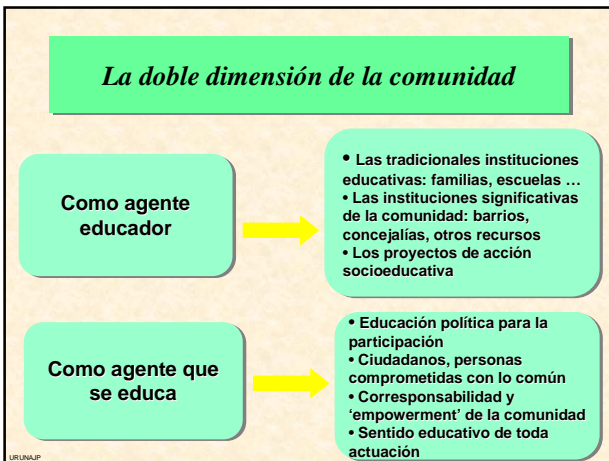 La doble dimensión de la comunidad
Como agente
educador
• Las tradicionales instituciones
educativas: familias, escuelas ...
• Las instituciones significativas
de la comunidad: barrios,
concejalías, otros recursos
• Los proyectos de acción
socioeducativa
Como agente que
se educa
• Educación política para la
participación
• Ciudadanos, personas
comprometidas con lo común
• Corresponsabilidad y
‘empowerment’ de la comunidad
• Sentido educativo de toda
actuación
URUNAJP